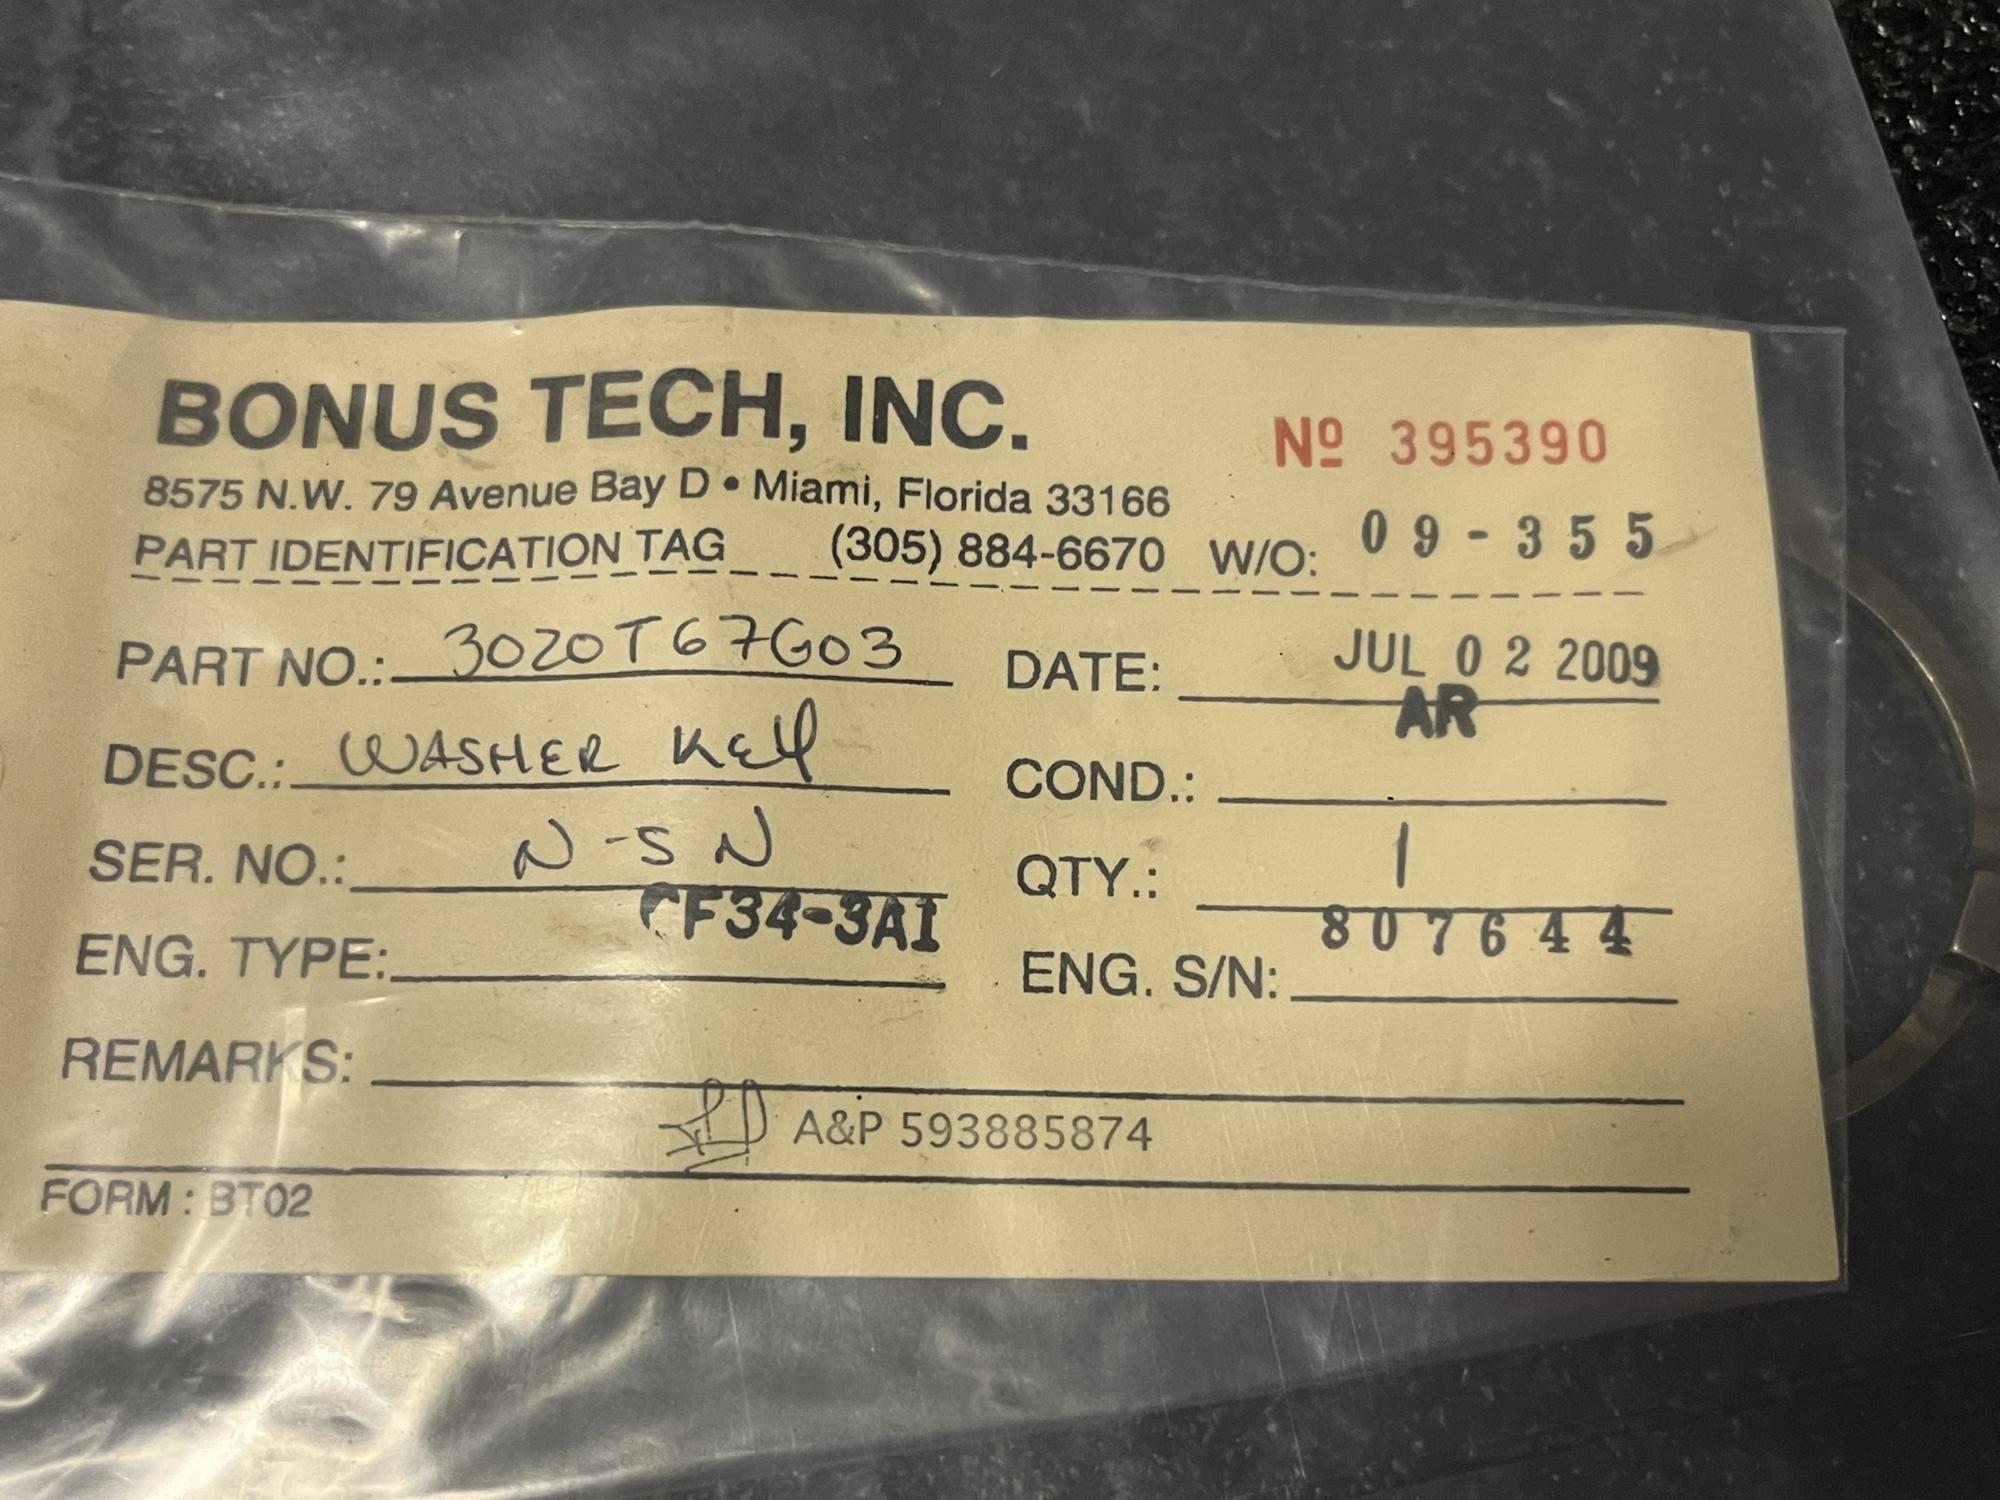 BONUS TECH, INC.
Nº 395390
8575 N.W. 79 Avenue Bay D • Miami, Florida 33166
PART IDENTIFICATION TAG (305) 884-6670 W/O: 09-355
PART NO.: 3020T67G03 DATE: JUL 02 2009
DESC.: WASHER KEY COND.: AR
SER. NO.: N-SN QTY.: 1
ENG. TYPE: CF34-3A1 ENG. S/N: 807644
REMARKS:
A&P 593885874
FORM : BT02